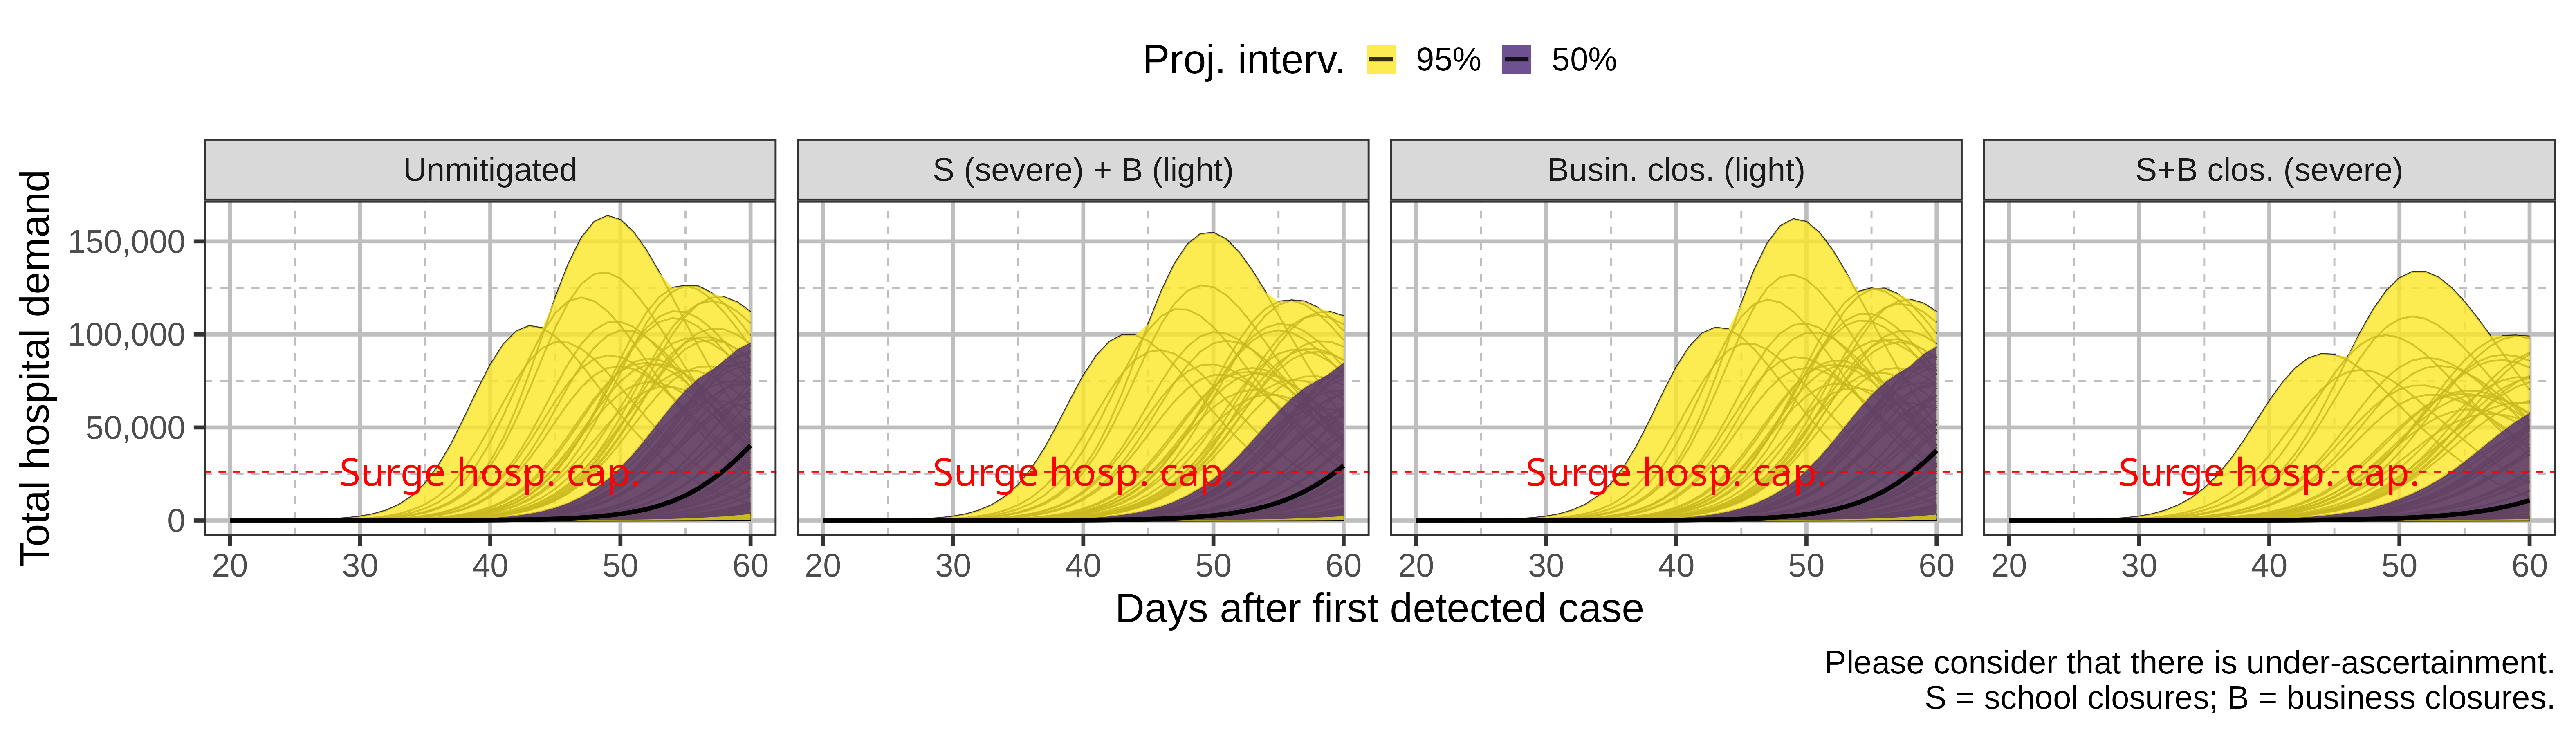 Proj. interv. 95% 50%
Unmitigated
S (severe) + B (light)
Busin. clos. (light)
S+B clos. (severe)
Total hospital demand
150,000
100,000
50,000
0
Surge hosp. cap.
Surge hosp. cap.
Surge hosp. cap.
Surge hosp. cap.
20 30 40 50 60
20 30 40 50 60
20 30 40 50 60
20 30 40 50 60
Days after first detected case
Please consider that there is under-ascertainment.
S = school closures; B = business closures.